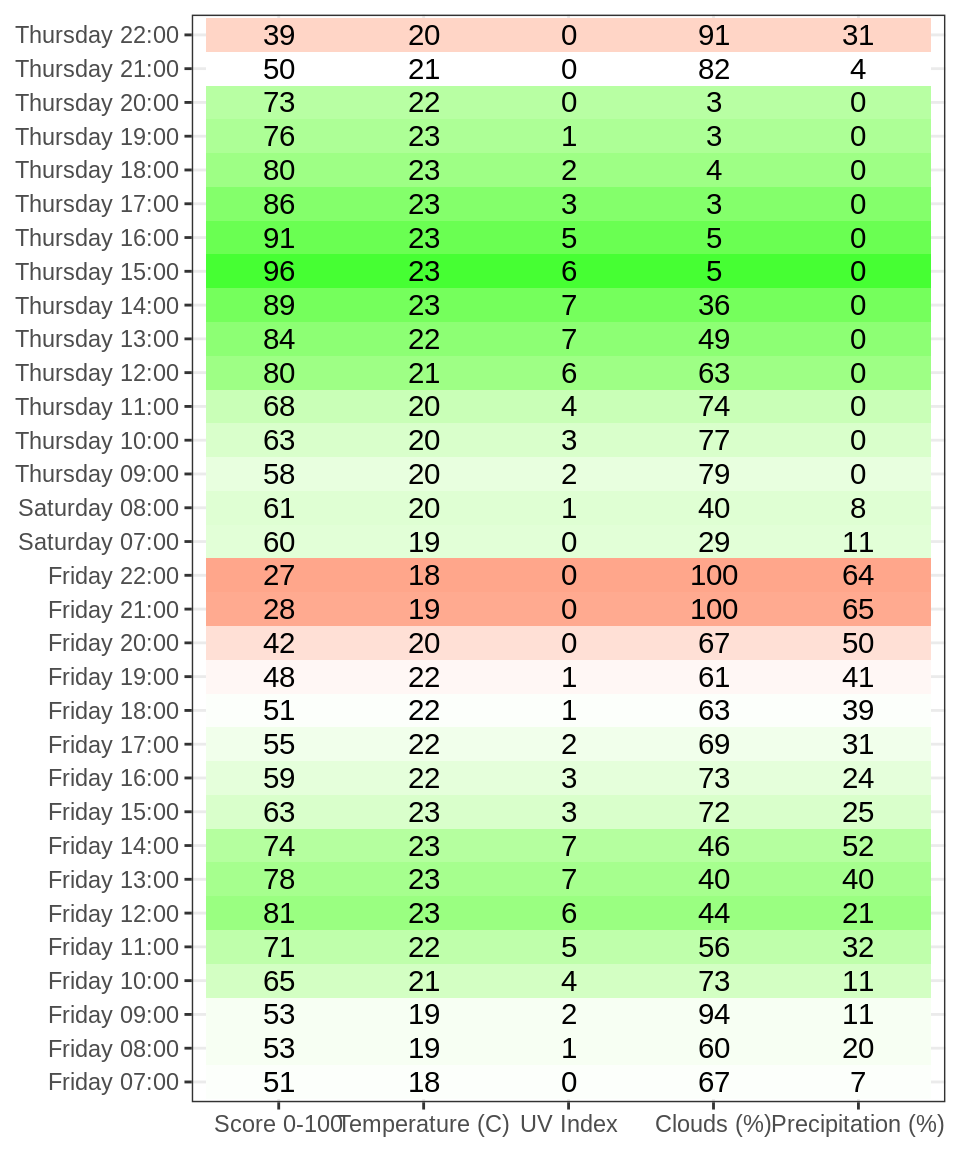 Thursday 22:00 39 20 0 91 31
Thursday 21:00 50 21 0 82 4
Thursday 20:00 73 22 0 3 0
Thursday 19:00 76 23 1 3 0
Thursday 18:00 80 23 2 4 0
Thursday 17:00 86 23 3 3 0
Thursday 16:00 91 23 5 5 0
Thursday 15:00 96 23 6 5 0
Thursday 14:00 89 23 7 36 0
Thursday 13:00 84 22 7 49 0
Thursday 12:00 80 21 6 63 0
Thursday 11:00 68 20 4 74 0
Thursday 10:00 63 20 3 77 0
Thursday 09:00 58 20 2 79 0
Saturday 08:00 61 20 1 40 8
Saturday 07:00 60 19 0 29 11
Friday 22:00 27 18 0 100 64
Friday 21:00 28 19 0 100 65
Friday 20:00 42 20 0 67 50
Friday 19:00 48 22 1 61 41
Friday 18:00 51 22 1 63 39
Friday 17:00 55 22 2 69 31
Friday 16:00 59 22 3 73 24
Friday 15:00 63 23 3 72 25
Friday 14:00 74 23 7 46 52
Friday 13:00 78 23 7 40 40
Friday 12:00 81 23 6 44 21
Friday 11:00 71 22 5 56 32
Friday 10:00 65 21 4 73 11
Friday 09:00 53 19 2 94 11
Friday 08:00 53 19 1 60 20
Friday 07:00 51 18 0 67 7
Score 0-100 Temperature (C) UV Index Clouds (%) Precipitation (%)